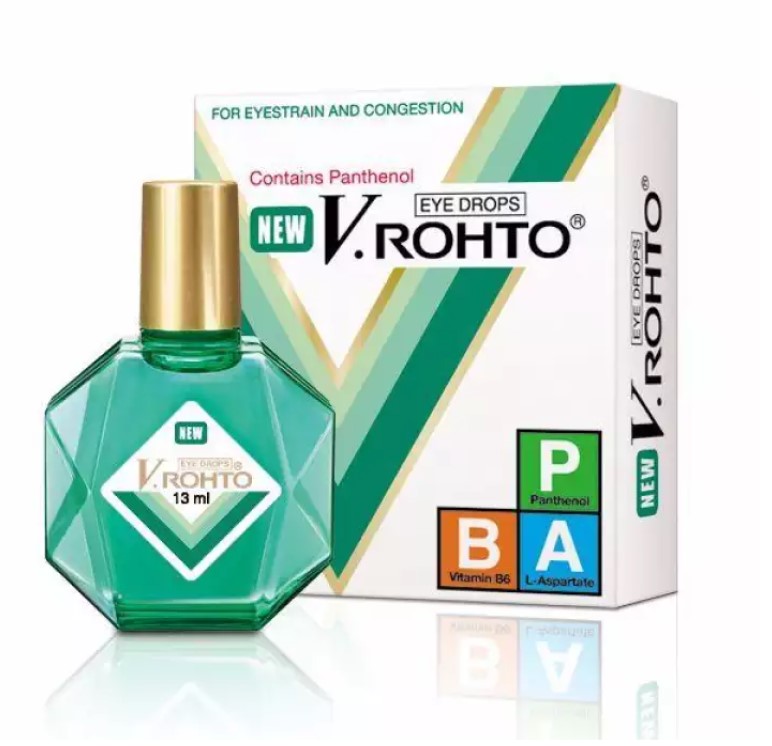 FOR EYESTRAIN AND CONGESTION
Contains Panthenol
EYE DROPS
NEW V.ROHTO®
P
Panthenol
B
Vitamin B6
A
L-Aspartate
NEW V.ROHTO®
EYE DROPS
NEW
EYE DROPS
V.ROHTO®
13 ml